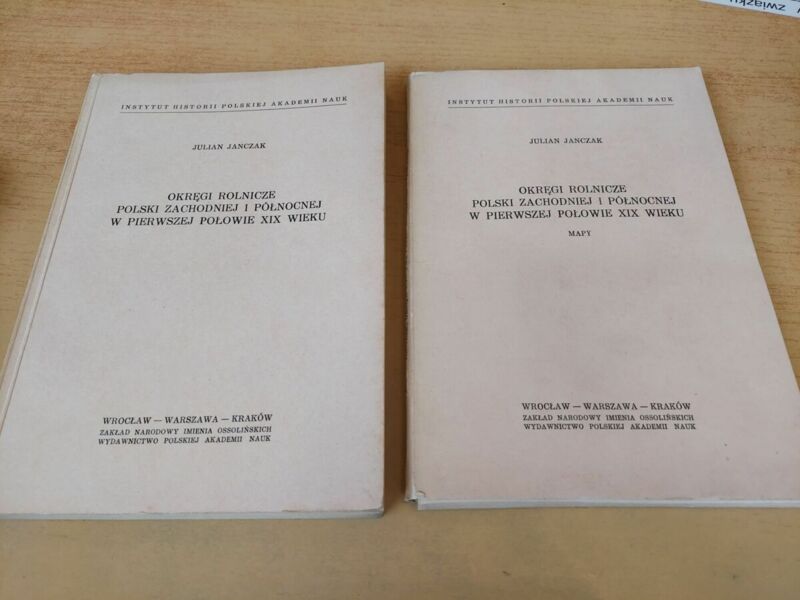 związku
INSTYTUT HISTORII POLSKIEJ AKADEMII NAUK
JULIAN JANCZAK
OKRĘGI ROLNICZE
POLSKI ZACHODNIEJ I PÓŁNOCNEJ
W PIERWSZEJ POŁOWIE XIX WIEKU
WROCŁAW — WARSZAWA — KRAKÓW
ZAKŁAD NARODOWY IMIENIA OSSOLIŃSKICH
WYDAWNICTWO POLSKIEJ AKADEMII NAUK
INSTYTUT HISTORII POLSKIEJ AKADEMII NAUK
JULIAN JANCZAK
OKRĘGI ROLNICZE
POLSKI ZACHODNIEJ I PÓŁNOCNEJ
W PIERWSZEJ POŁOWIE XIX WIEKU
MAPY
WROCŁAW — WARSZAWA — KRAKÓW
ZAKŁAD NARODOWY IMIENIA OSSOLIŃSKICH
WYDAWNICTWO POLSKIEJ AKADEMII NAUK